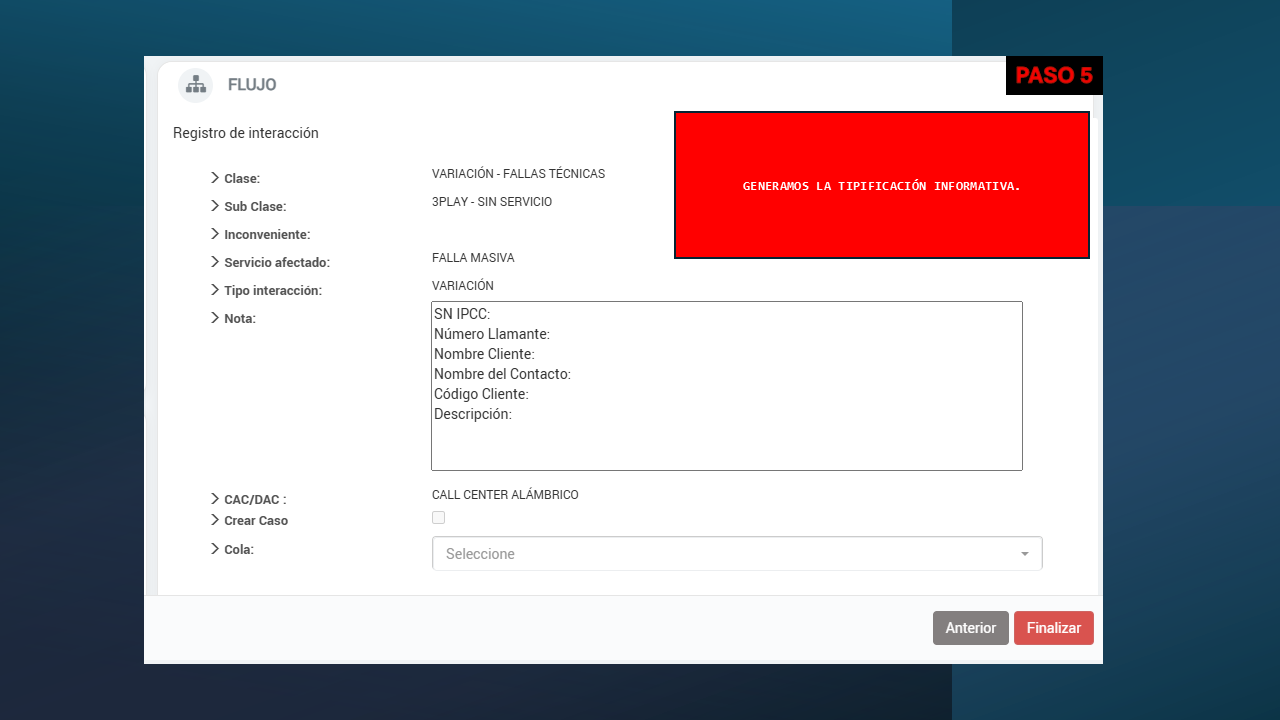 FLUJO
PASO 5
Registro de interacción
GENERAMOS LA TIPIFICACIÓN INFORMATIVA.
Clase: VARIACIÓN - FALLAS TÉCNICAS
Sub Clase: 3PLAY - SIN SERVICIO
Inconveniente:
Servicio afectado: FALLA MASIVA
Tipo interacción: VARIACIÓN
Nota:
SN IPCC:
Número Llamante:
Nombre Cliente:
Nombre del Contacto:
Código Cliente:
Descripción:
CAC/DAC : CALL CENTER ALÁMBRICO
Crear Caso
Cola: Seleccione
Anterior Finalizar